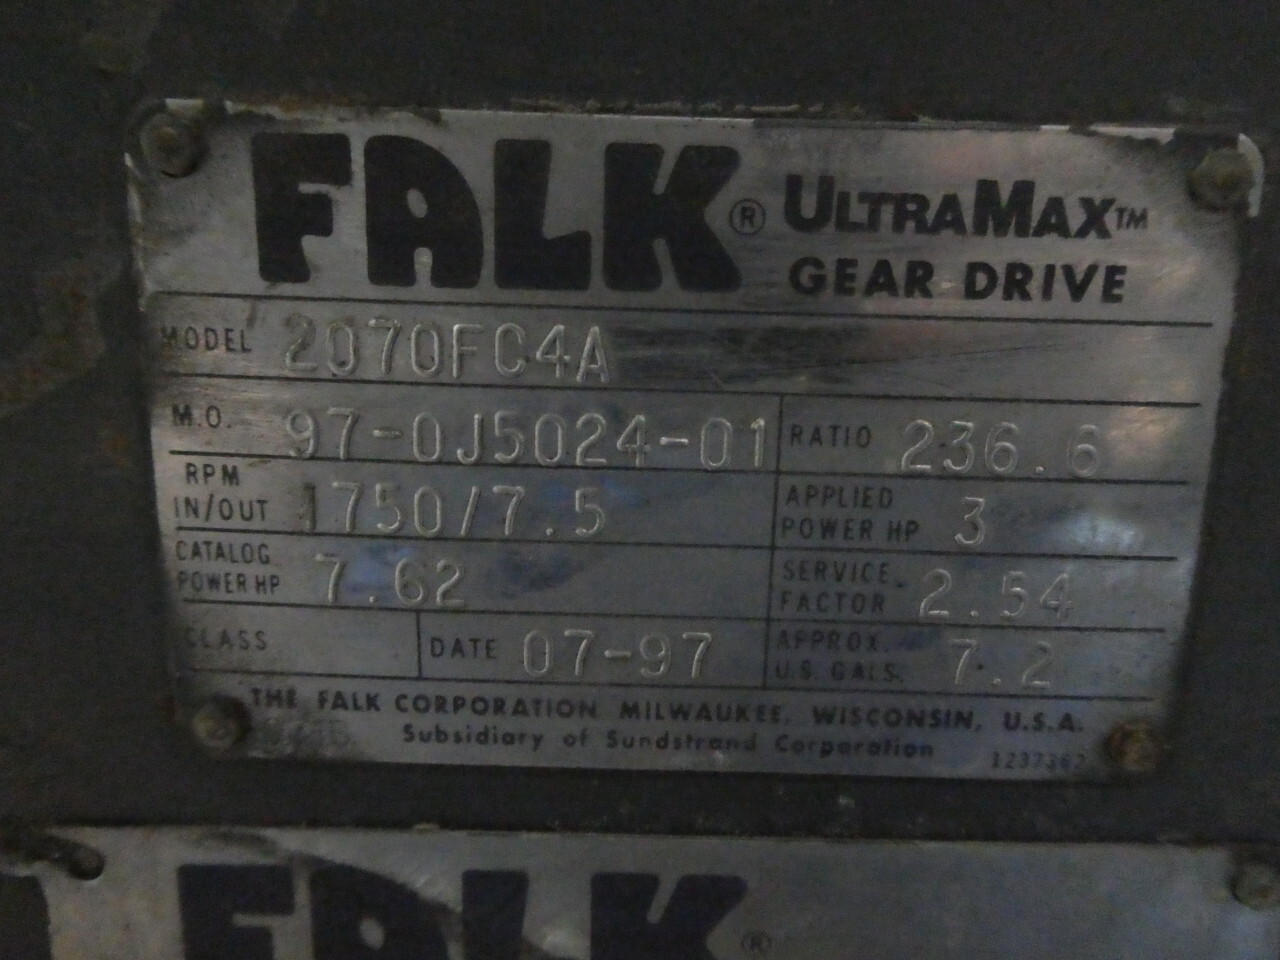 FALK® ULTRAMAX™
GEAR DRIVE
MODEL 2070FC4A
M.O. 97-0J5024-01 RATIO 236.6
RPM IN/OUT 1750/7.5 APPLIED POWER HP 3
CATALOG POWER HP 7.62 SERVICE FACTOR 2.54
CLASS DATE 07-97 APPROX. U.S. GALS. 7.2
THE FALK CORPORATION MILWAUKEE, WISCONSIN, U.S.A.
Subsidiary of Sundstrand Corporation
1237362
FALK®